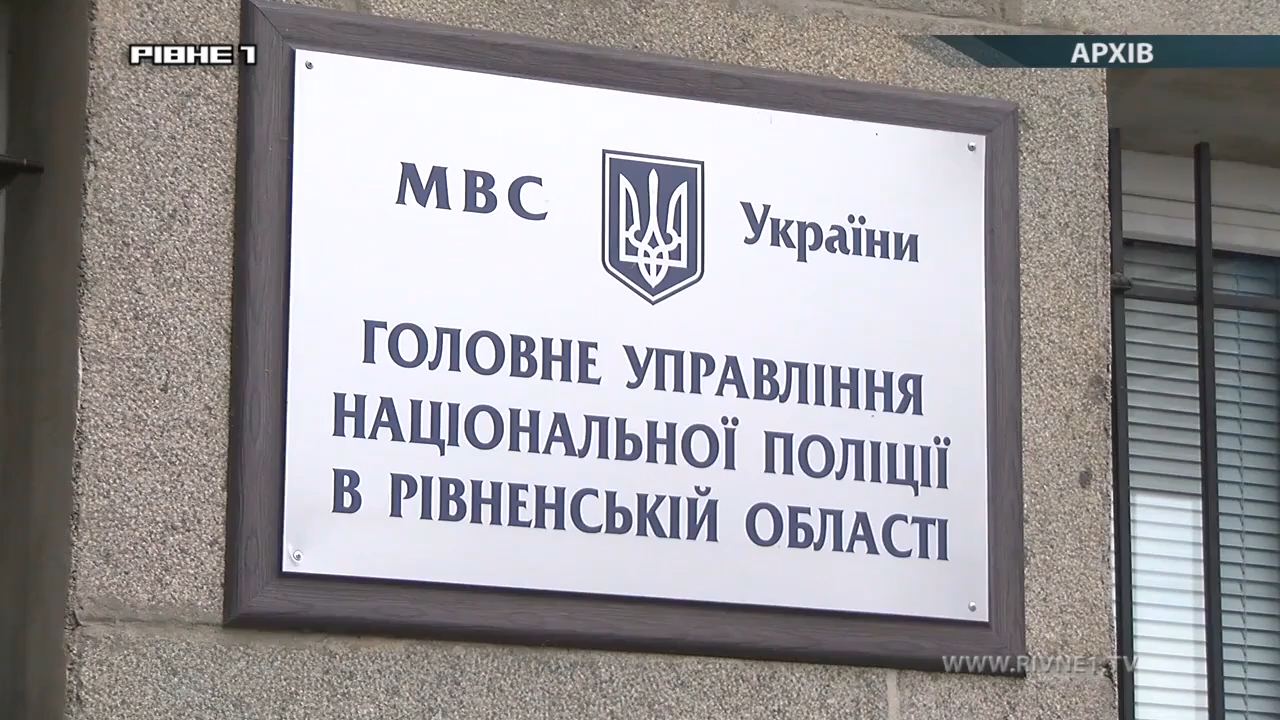 РІВНЕ 1
АРХІВ
МВС України
ГОЛОВНЕ УПРАВЛІННЯ
НАЦІОНАЛЬНОЇ ПОЛІЦІЇ
В РІВНЕНСЬКІЙ ОБЛАСТІ
WWW.RIVNE1.TV